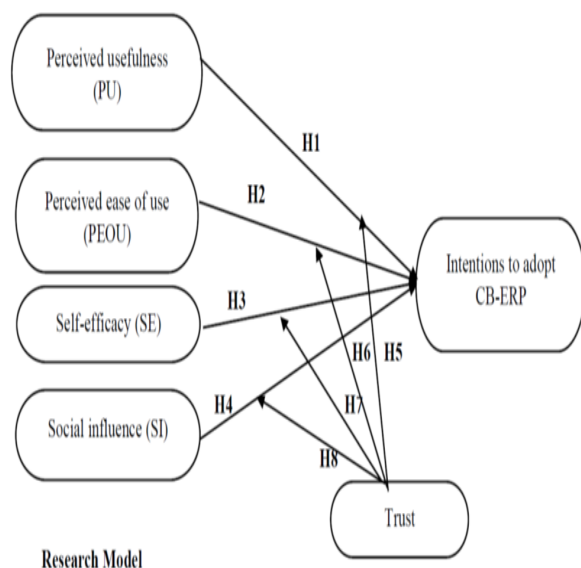 Perceived usefulness
(PU)
H1
Perceived ease of use
(PEOU)
H2
Intentions to adopt
CB-ERP
Self-efficacy (SE)
H3
H6
H5
Social influence (SI)
H4
H7
H8
Trust
Research Model